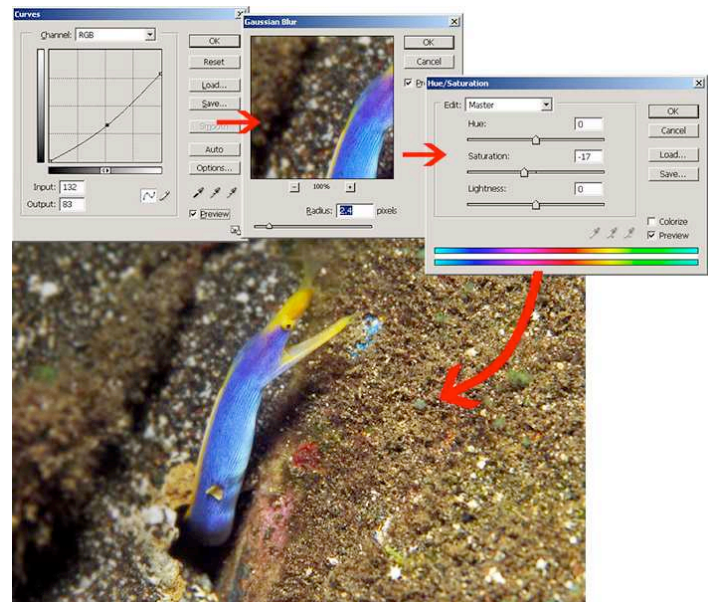 Curves
Channel: RGB
OK
Reset
Load...
Save...
Smooth
Auto
Options...
Input: 132
Output: 83
Preview
Gaussian Blur
OK
Cancel
100%
Radius: 2.4 pixels
Hue/Saturation
Edit: Master
Hue: 0
Saturation: -17
Lightness: 0
OK
Cancel
Load...
Save...
Colorize
Preview